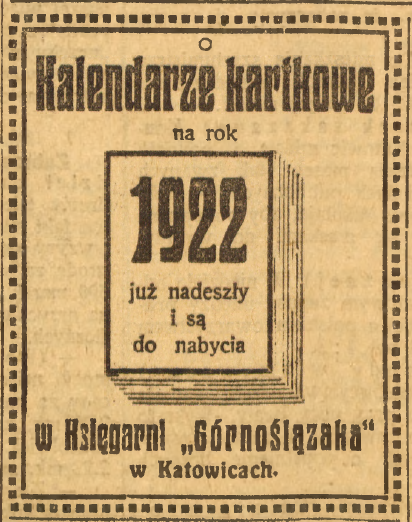 Kalendarze kartkowe
na rok
1922
już nadeszły
i są
do nabycia
w Księgarni „Górnoślązaka"
w Katowicach.